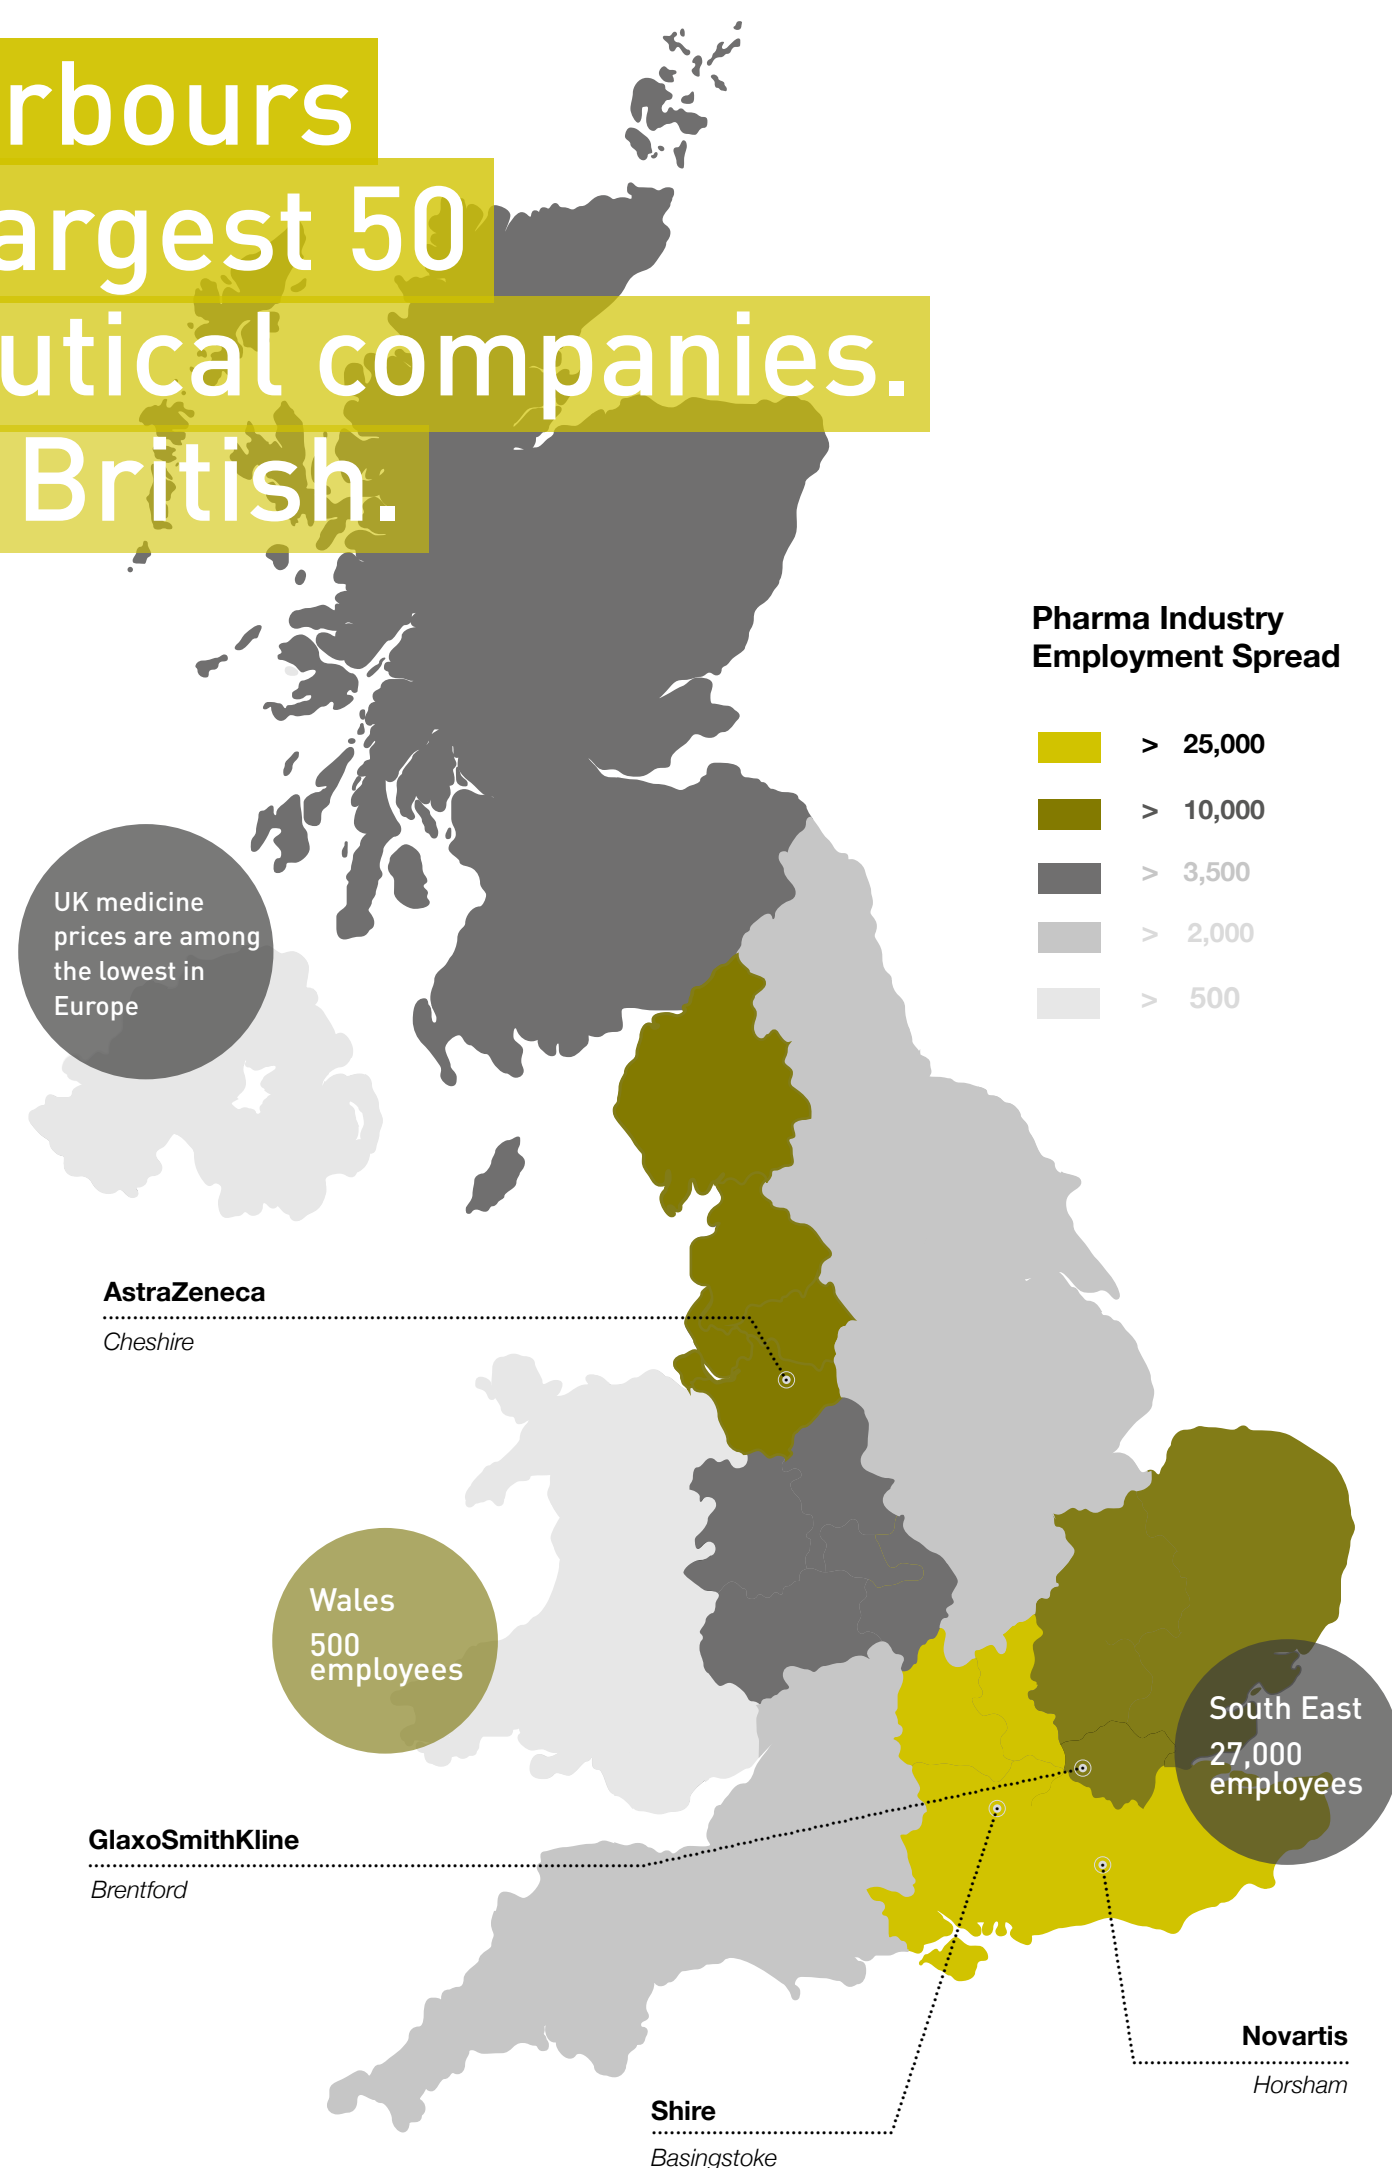 rbours
argest 50
utical companies.
British.
Pharma Industry
Employment Spread
> 25,000
> 10,000
> 3,500
> 2,000
> 500
UK medicine
prices are among
the lowest in
Europe
AstraZeneca
Cheshire
Wales
500
employees
South East
27,000
employees
GlaxoSmithKline
Brentford
Novartis
Horsham
Shire
Basingstoke